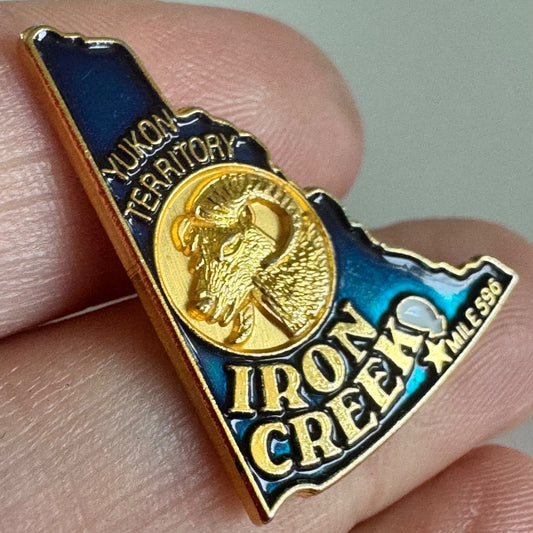 YUKON
TERRITORY
IRON
CREEK
MILE 596